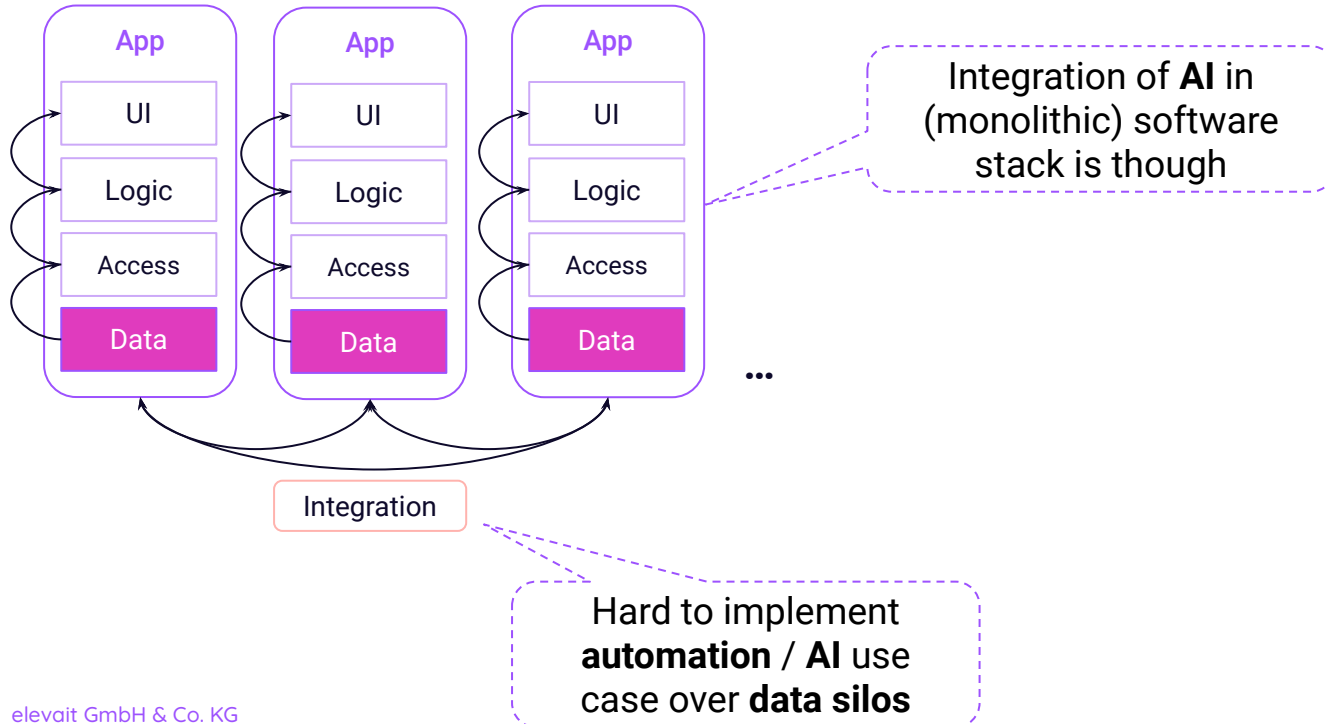 App
UI
Logic
Access
Data
App
UI
Logic
Access
Data
App
UI
Logic
Access
Data
...
Integration of AI in
(monolithic) software
stack is though
Integration
Hard to implement
automation / AI use
case over data silos
elevait GmbH & Co. KG